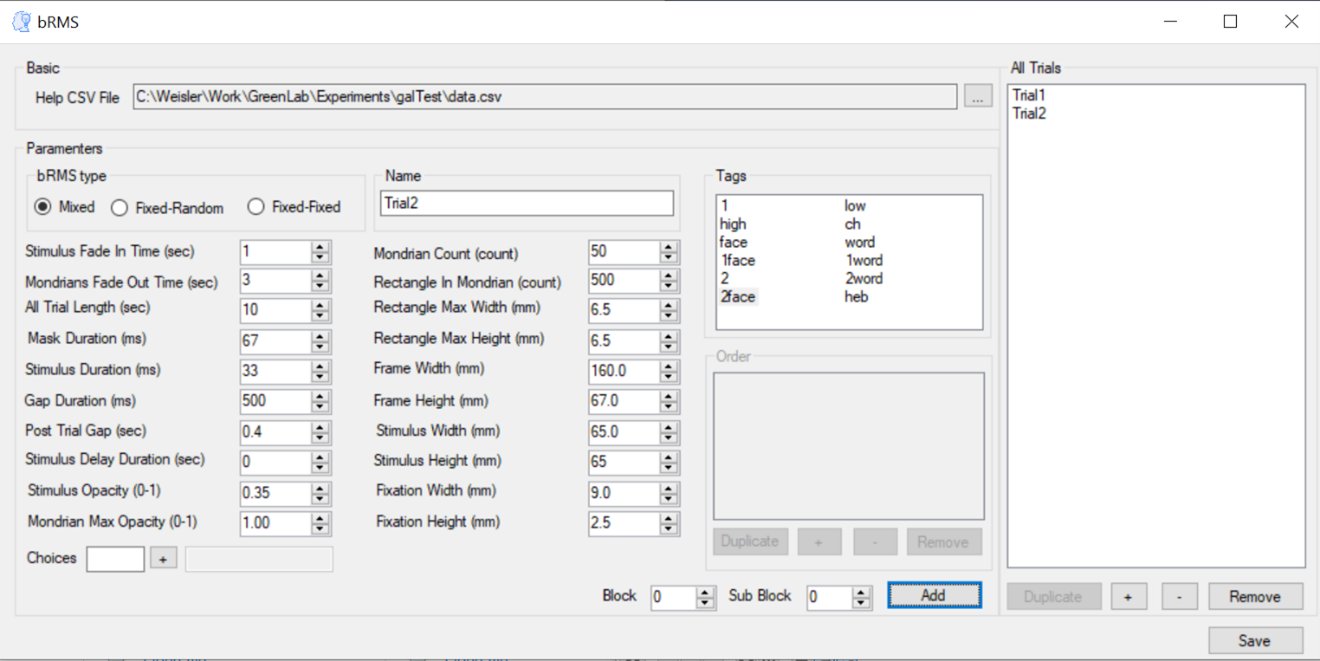 bRMS
Basic
Help CSV File C:\Weisler\Work\GreenLab\Experiments\galTest\data.csv ...
Paramenters
bRMS type
Mixed Fixed-Random Fixed-Fixed
Name
Trial2
Stimulus Fade In Time (sec) 1
Mondrians Fade Out Time (sec) 3
All Trial Length (sec) 10
Mask Duration (ms) 67
Stimulus Duration (ms) 33
Gap Duration (ms) 500
Post Trial Gap (sec) 0.4
Stimulus Delay Duration (sec) 0
Stimulus Opacity (0-1) 0.35
Mondrian Max Opacity (0-1) 1.00
Choices +
Mondrian Count (count) 50
Rectangle In Mondrian (count) 500
Rectangle Max Width (mm) 6.5
Rectangle Max Height (mm) 6.5
Frame Width (mm) 160.0
Frame Height (mm) 67.0
Stimulus Width (mm) 65.0
Stimulus Height (mm) 65
Fixation Width (mm) 9.0
Fixation Height (mm) 2.5
Tags
1 low
high ch
face word
1face 1word
2 2word
2face heb
Order
Duplicate + - Remove
Block 0 Sub Block 0 Add
All Trials
Trial1
Trial2
Duplicate + - Remove
Save